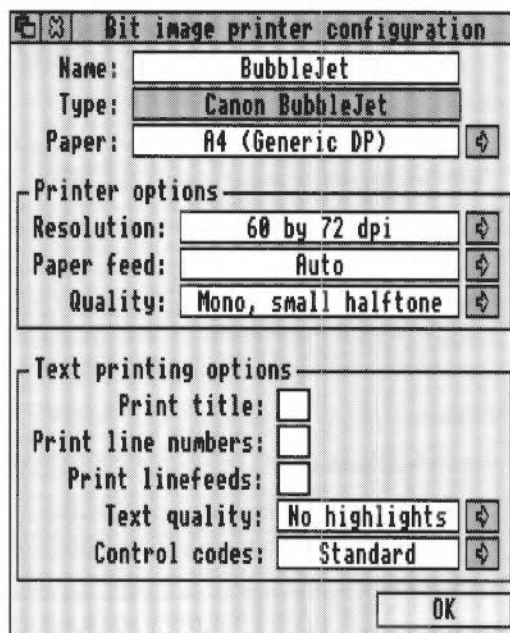 Bit image printer configuration
Name: BubbleJet
Type: Canon BubbleJet
Paper: A4 (Generic DP)
Printer options
Resolution: 60 by 72 dpi
Paper feed: Auto
Quality: Mono, small halftone
Text printing options
Print title:
Print line numbers:
Print linefeeds:
Text quality: No highlights
Control codes: Standard
OK